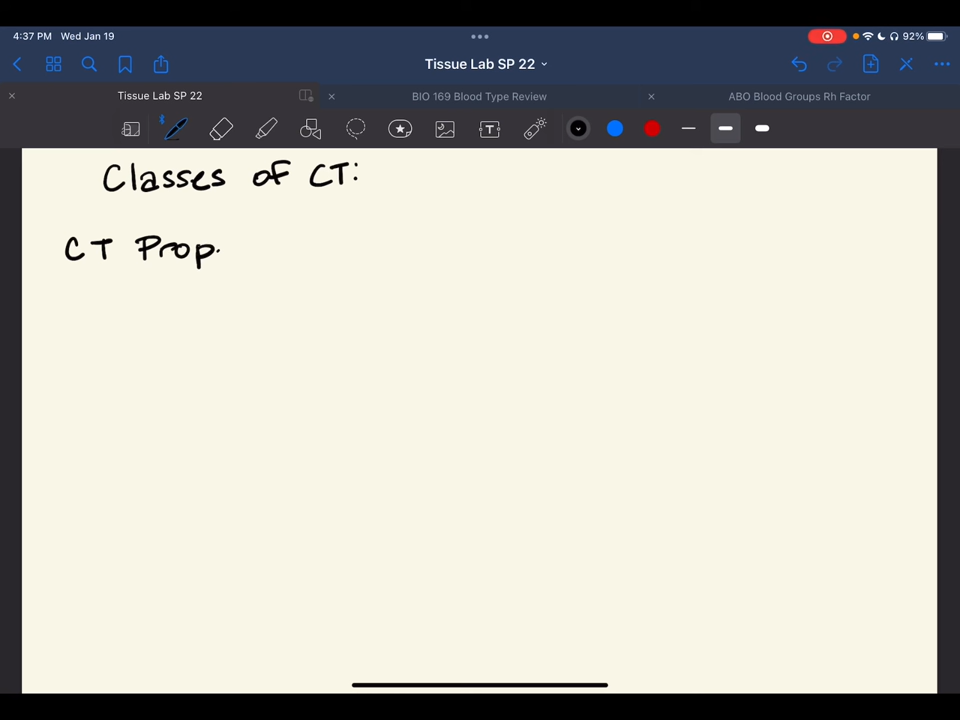 4:37 PM Wed Jan 19
92%
Tissue Lab SP 22
Tissue Lab SP 22
BIO 169 Blood Type Review
ABO Blood Groups Rh Factor
T
Classes of CT:
CT Prop.